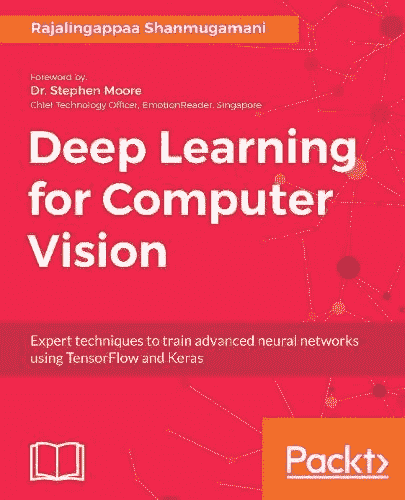 Rajalingappaa Shanmugamani
Foreword by:
Dr. Stephen Moore
Chief Technology Officer, EmotionReader, Singapore
Deep Learning
for Computer
Vision
Expert techniques to train advanced neural networks
using TensorFlow and Keras
Packt>